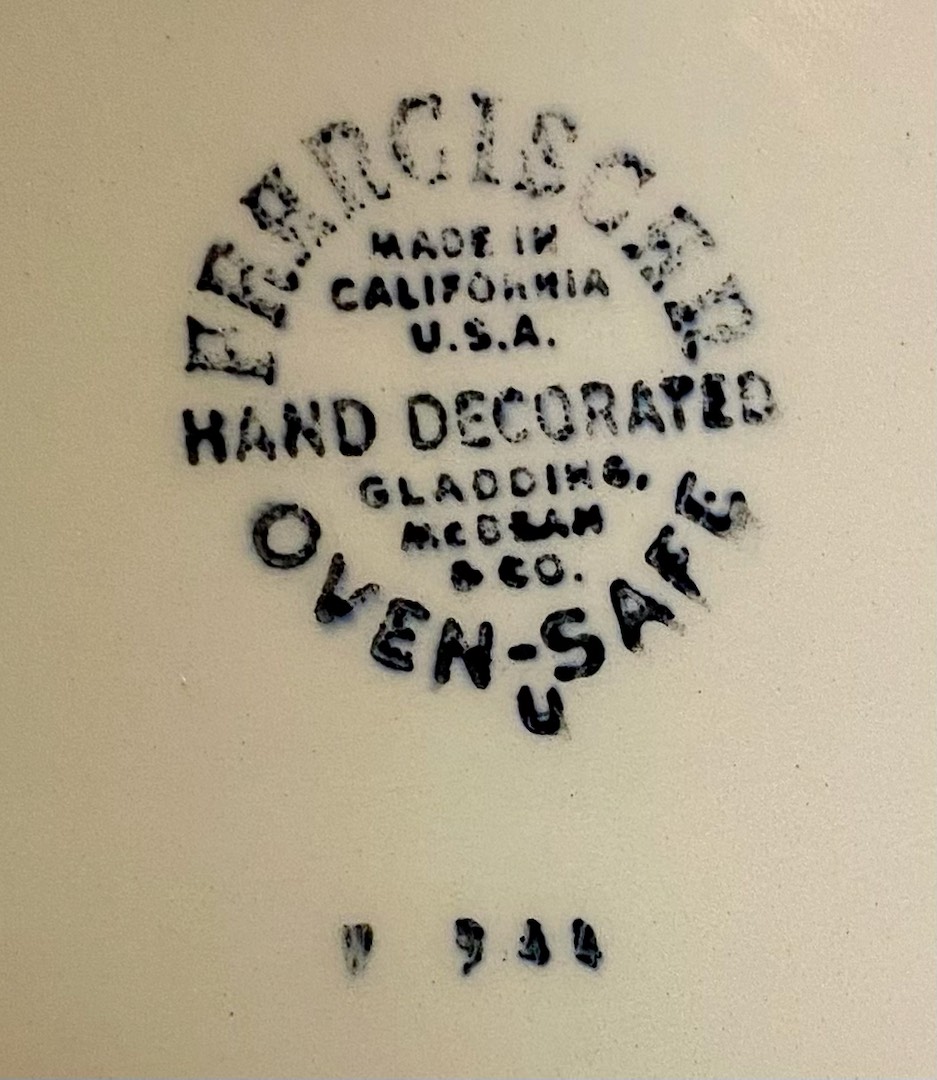 FRANCISCAN
MADE IN
CALIFORNIA
U.S.A.
HAND DECORATED
GLADDING,
McBEAN
& CO.
OVEN-SAFE
U